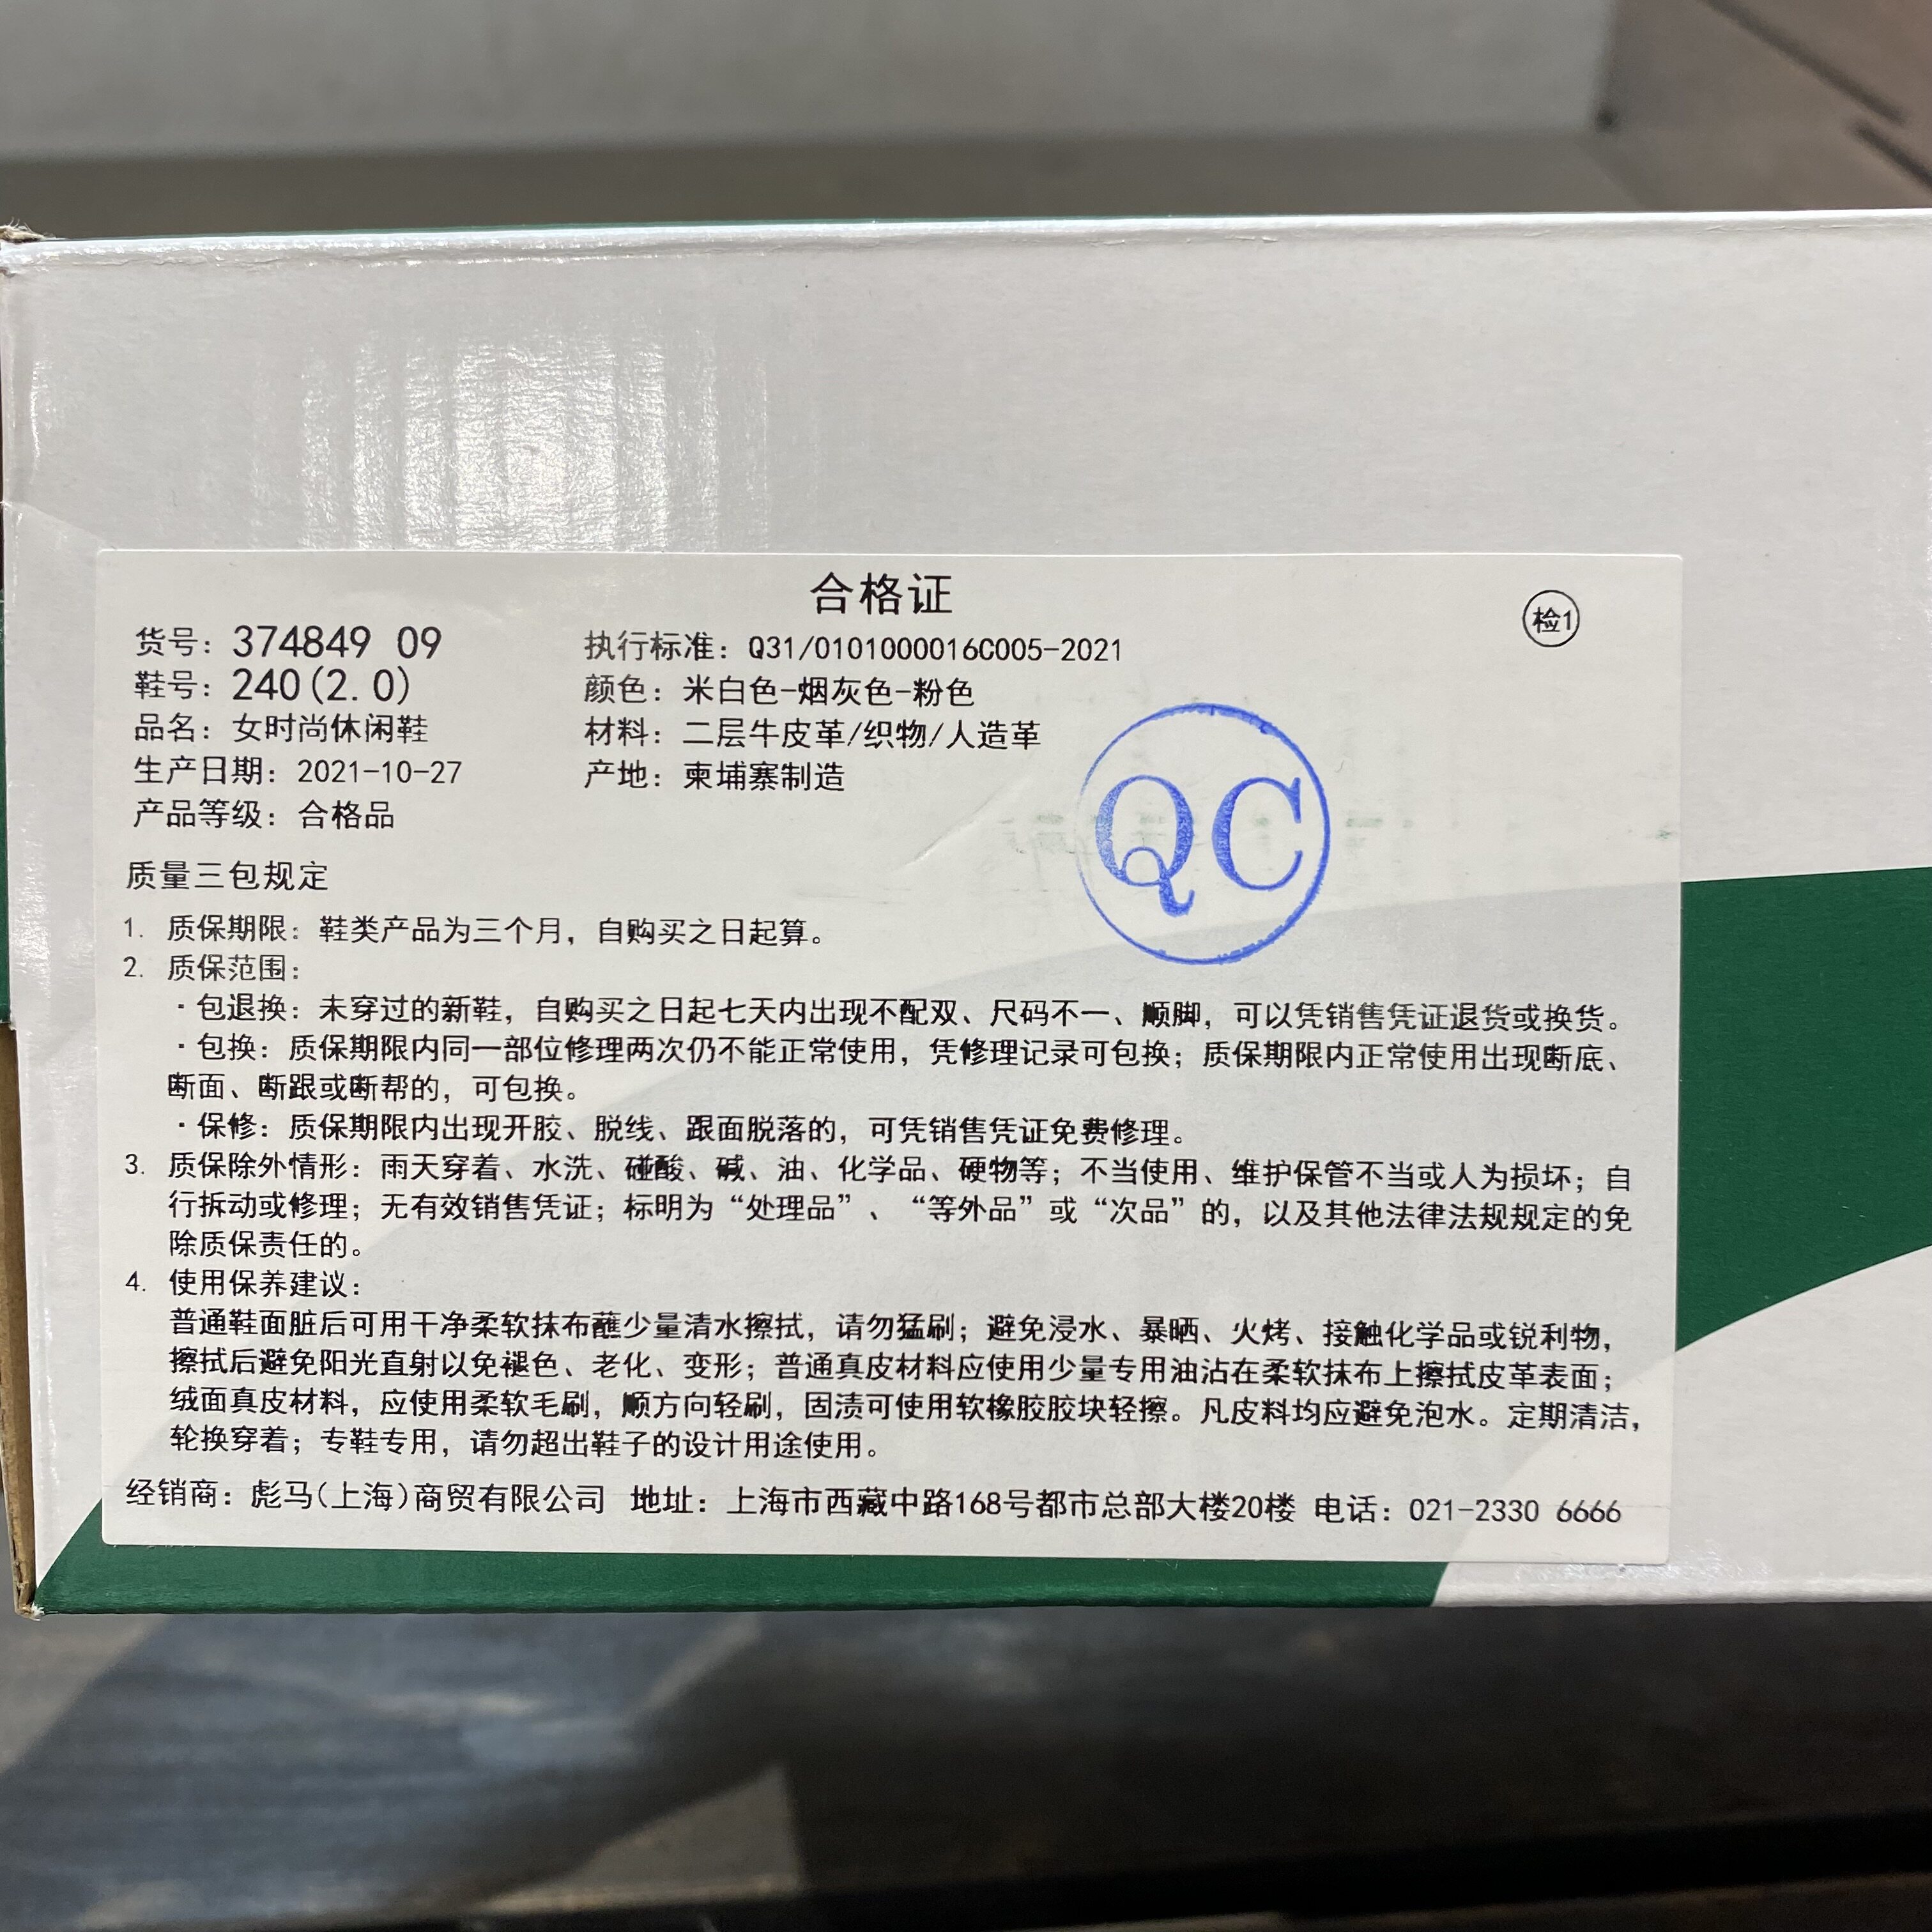 合格证
检1
货号：374849 09
执行标准：Q31/0101000016C005-2021
鞋号：240(2.0)
颜色：米白色-烟灰色-粉色
品名：女时尚休闲鞋
材料：二层牛皮革/织物/人造革
生产日期：2021-10-27
产地：柬埔寨制造
产品等级：合格品
QC
质量三包规定
1. 质保期限：鞋类产品为三个月，自购买之日起算。
2. 质保范围：
·包退换：未穿过的新鞋，自购买之日起七天内出现不配双、尺码不一、顺脚，可以凭销售凭证退货或换货。
·包换：质保期限内同一部位修理两次仍不能正常使用，凭修理记录可包换；质保期限内正常使用出现断底、
断面、断跟或断帮的，可包换。
·保修：质保期限内出现开胶、脱线、跟面脱落的，可凭销售凭证免费修理。
3. 质保除外情形：雨天穿着、水洗、碰酸、碱、油、化学品、硬物等；不当使用、维护保管不当或人为损坏；自
行拆动或修理；无有效销售凭证；标明为“处理品”、“等外品”或“次品”的，以及其他法律法规规定的免
除质保责任的。
4. 使用保养建议：
普通鞋面脏后可用干净柔软抹布蘸少量清水擦拭，请勿猛刷；避免浸水、暴晒、火烤、接触化学品或锐利物，
擦拭后避免阳光直射以免褪色、老化、变形；普通真皮材料应使用少量专用油沾在柔软抹布上擦拭皮革表面；
绒面真皮材料，应使用柔软毛刷，顺方向轻刷，固渍可使用软橡胶胶块轻擦。凡皮料均应避免泡水。定期清洁，
轮换穿着；专鞋专用，请勿超出鞋子的设计用途使用。
经销商：彪马(上海)商贸有限公司 地址：上海市西藏中路168号都市总部大楼20楼 电话：021-2330 6666